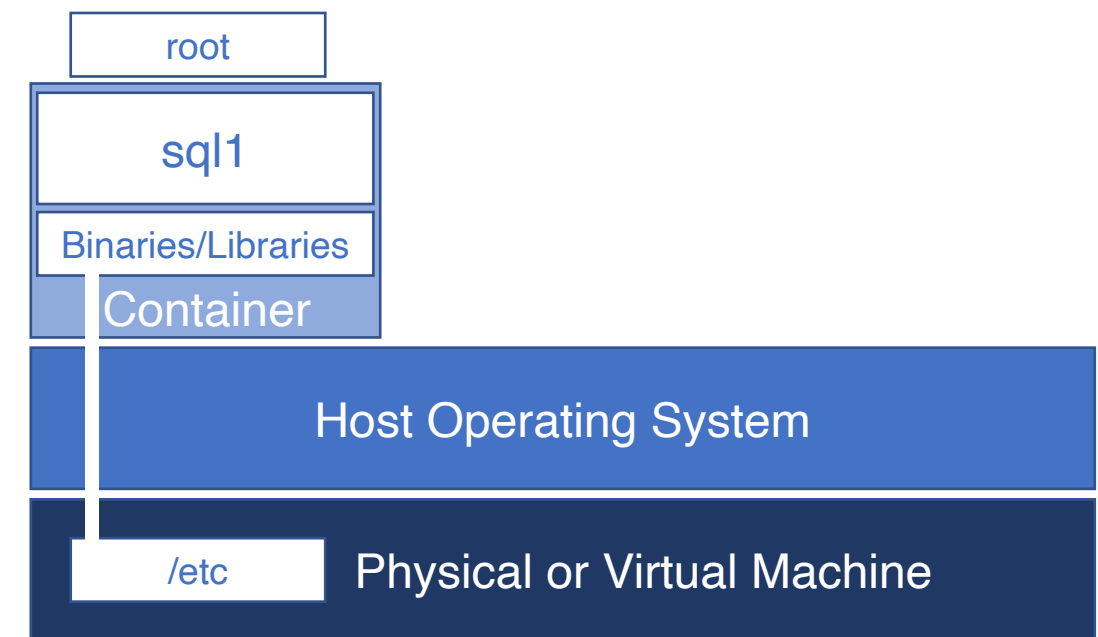 root
sql1
Binaries/Libraries
Container
Host Operating System
/etc
Physical or Virtual Machine